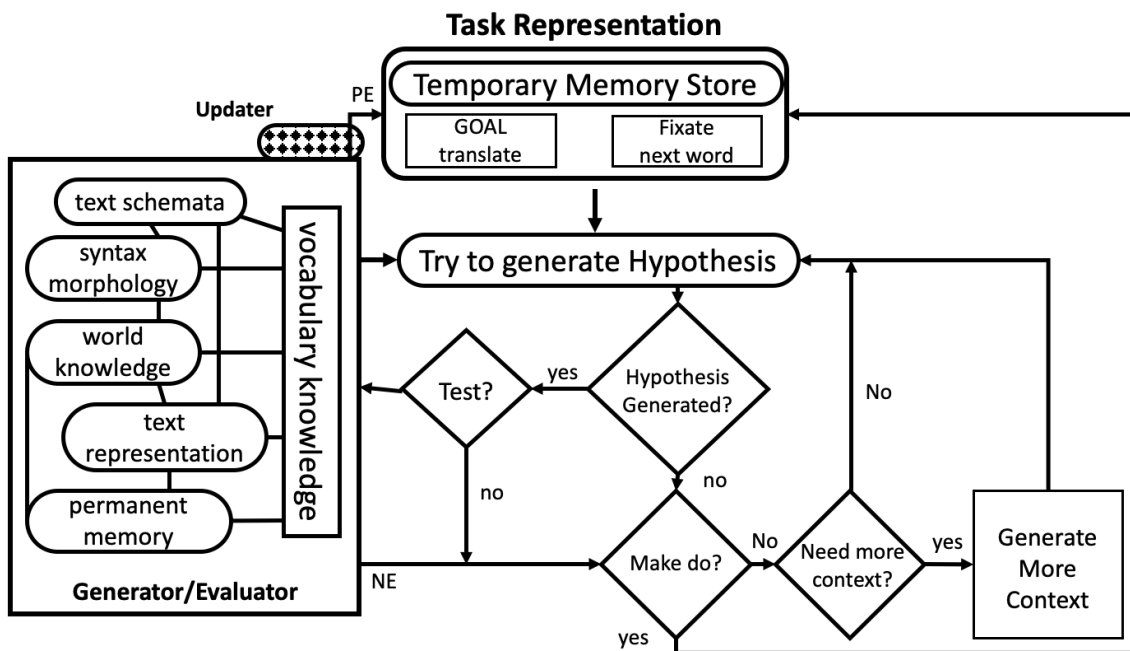 Task Representation
Temporary Memory Store
Updater
PE
GOAL
translate
Fixate
next word
text schemata
syntax
morphology
world
knowledge
text
representation
permanent
memory
vocabulary knowledge
Generator/Evaluator
Try to generate Hypothesis
Hypothesis
Generated?
yes
Test?
no
no
NE
Make do?
No
Need more
context?
No
yes
Generate
More
Context
yes